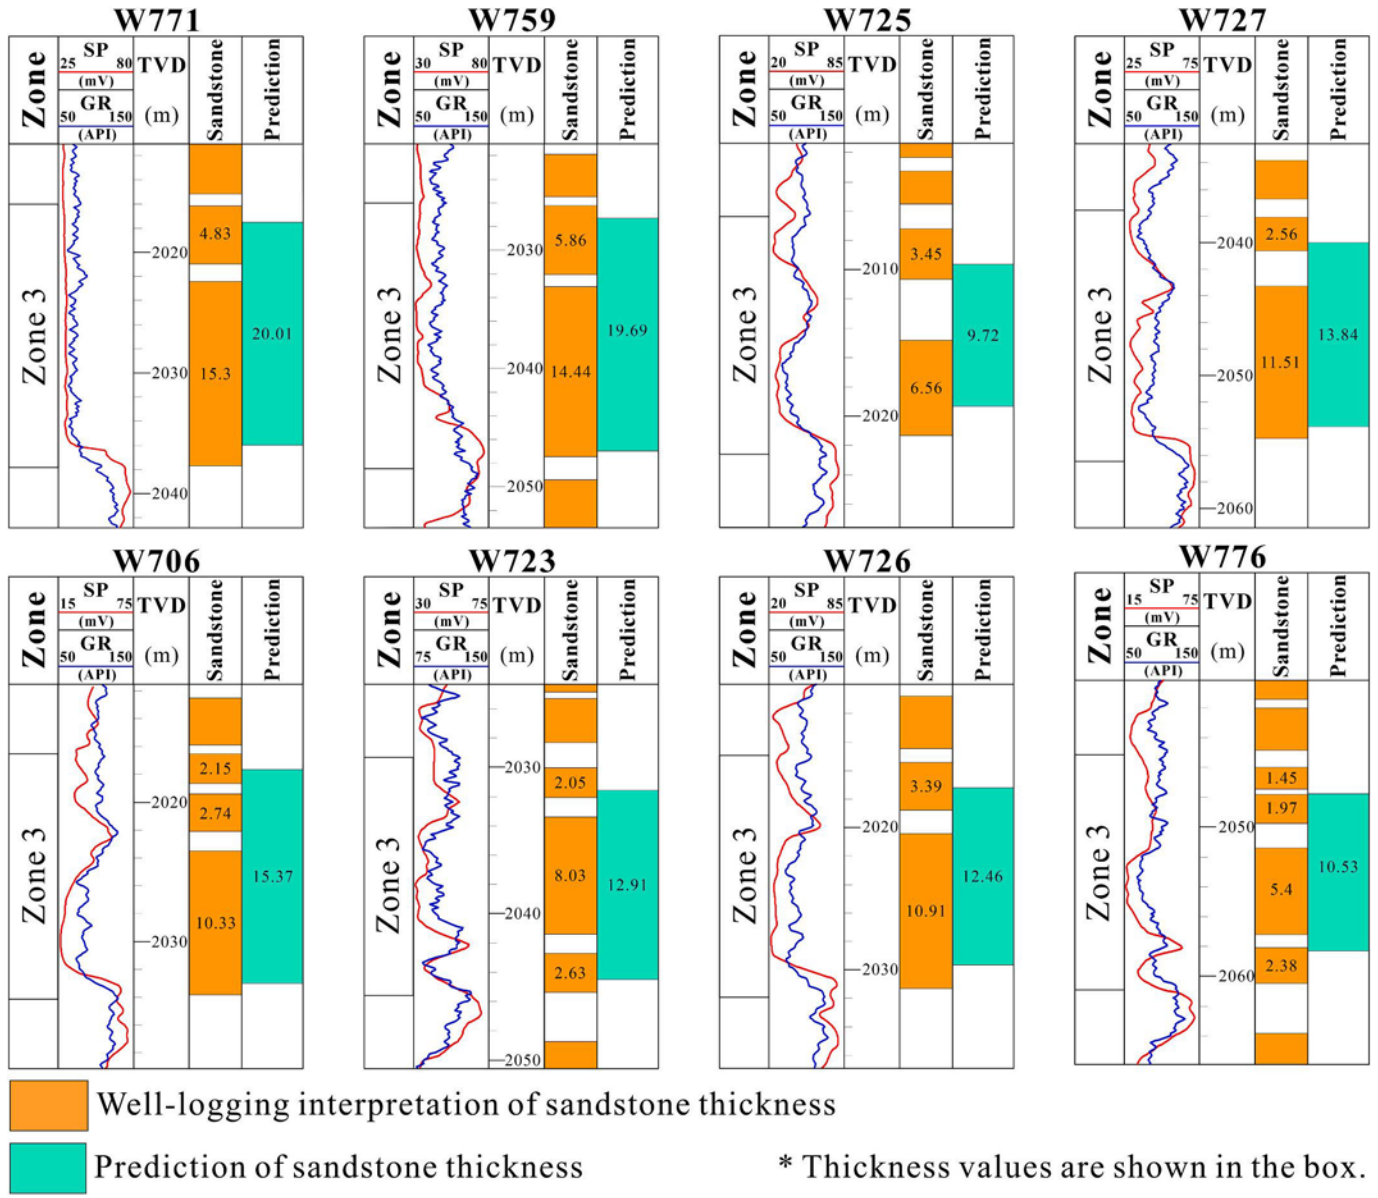 W771
Zone
25 SP 80
(mV)
50 GR 150
(API)
TVD
(m)
Sandstone
Prediction
Zone 3
4.83
15.3
20.01
2020
2030
2040
W759
Zone
30 SP 80
(mV)
50 GR 150
(API)
TVD
(m)
Sandstone
Prediction
Zone 3
5.86
14.44
19.69
2030
2040
2050
W725
Zone
20 SP 85
(mV)
50 GR 150
(API)
TVD
(m)
Sandstone
Prediction
Zone 3
3.45
6.56
9.72
2010
2020
W727
Zone
25 SP 75
(mV)
50 GR 150
(API)
TVD
(m)
Sandstone
Prediction
Zone 3
2.56
11.51
13.84
2040
2050
2060
W706
Zone
15 SP 75
(mV)
50 GR 150
(API)
TVD
(m)
Sandstone
Prediction
Zone 3
2.15
2.74
10.33
15.37
2020
2030
W723
Zone
30 SP 75
(mV)
75 GR 150
(API)
TVD
(m)
Sandstone
Prediction
Zone 3
2.05
8.03
2.63
12.91
2030
2040
2050
W726
Zone
20 SP 85
(mV)
50 GR 150
(API)
TVD
(m)
Sandstone
Prediction
Zone 3
3.39
10.91
12.46
2020
2030
W776
Zone
15 SP 75
(mV)
50 GR 150
(API)
TVD
(m)
Sandstone
Prediction
Zone 3
1.45
1.97
5.4
2.38
10.53
2050
2060
Well-logging interpretation of sandstone thickness
Prediction of sandstone thickness
* Thickness values are shown in the box.